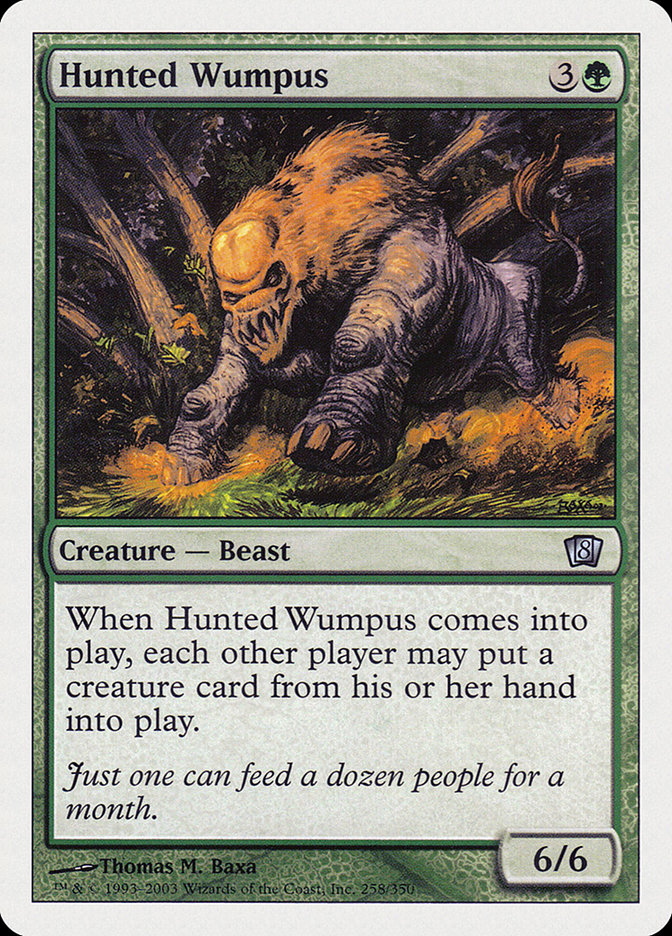 Hunted Wumpus 3
Creature — Beast 8
When Hunted Wumpus comes into
play, each other player may put a
creature card from his or her hand
into play.
Just one can feed a dozen people for a
month.
6/6
Thomas M. Baxa
™ & © 1993–2003 Wizards of the Coast, Inc. 258/350